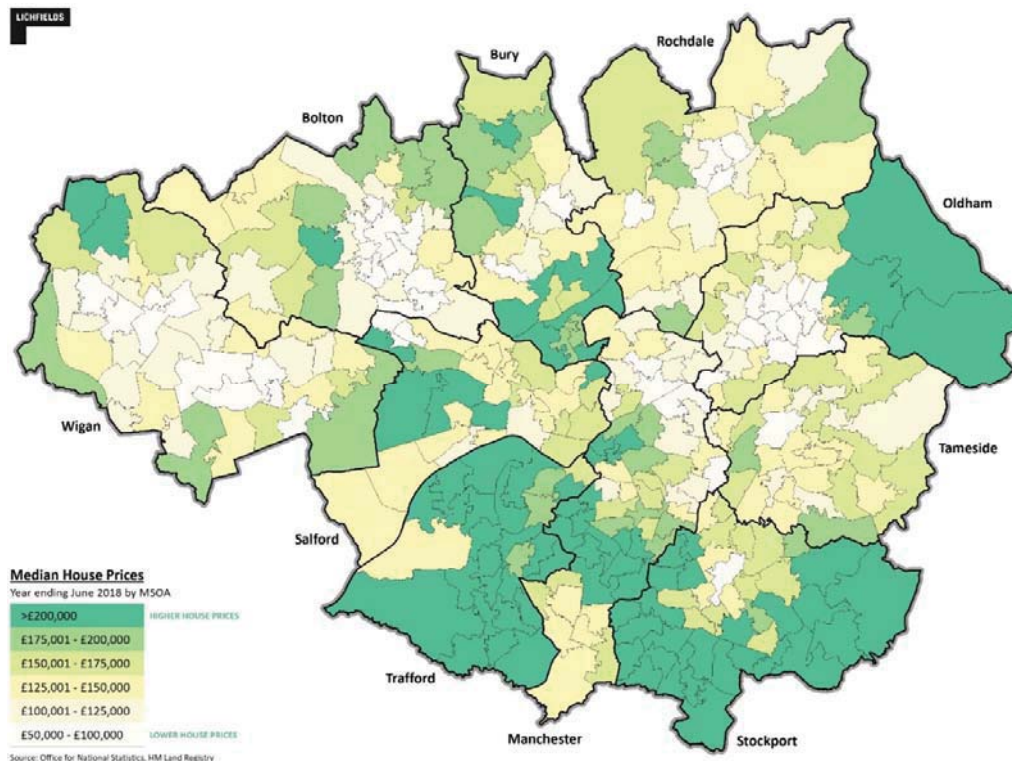 LICHFIELDS
Rochdale
Bury
Bolton
Oldham
Wigan
Tameside
Salford
Trafford
Manchester
Stockport
Median House Prices
Year ending June 2018 by MSOA
>£200,000 HIGHER HOUSE PRICES
£175,001 - £200,000
£150,001 - £175,000
£125,001 - £150,000
£100,001 - £125,000
£50,000 - £100,000 LOWER HOUSE PRICES
Source: Office for National Statistics, HM Land Registry